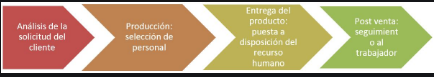 Análisis de la
solicitud del
cliente
Producción:
selección de
personal
Entrega del
producto:
puesta a
disposición del
recurso
humano
Post venta:
seguimient
o al
trabajador